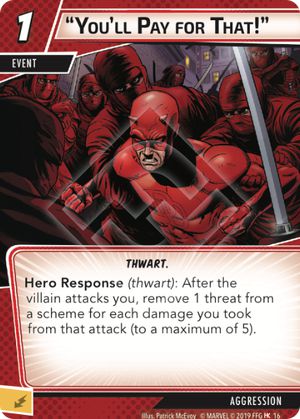 1
“YOU’LL PAY FOR THAT!”
EVENT
THWART.
Hero Response (thwart): After the
villain attacks you, remove 1 threat from
a scheme for each damage you took
from that attack (to a maximum of 5).
AGGRESSION
Illus. Patrick McEvoy © MARVEL © 2019 FFG HK 16